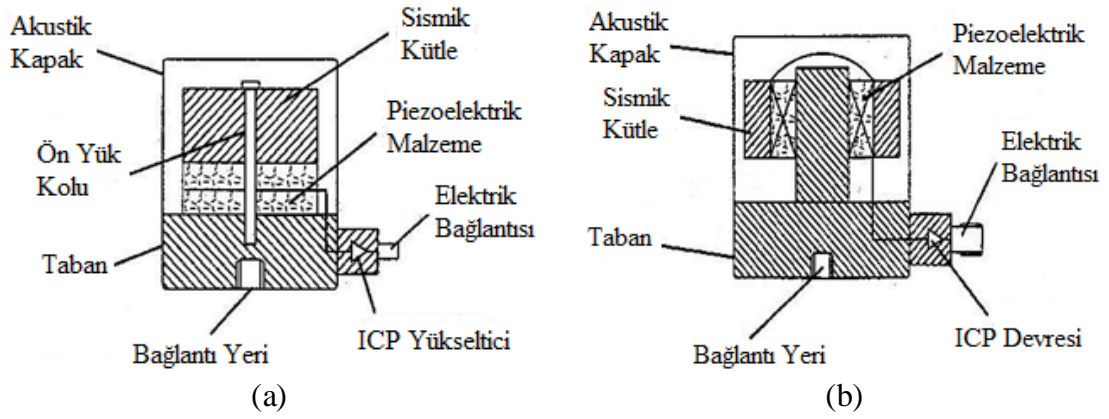 Akustik
Kapak
Sismik
Kütle
Piezoelektrik
Malzeme
Ön Yük
Kolu
Elektrik
Bağlantısı
Taban
ICP Yükseltici
Bağlantı Yeri
(a)
Akustik
Kapak
Piezoelektrik
Malzeme
Sismik
Kütle
Elektrik
Bağlantısı
Taban
ICP Devresi
Bağlantı Yeri
(b)